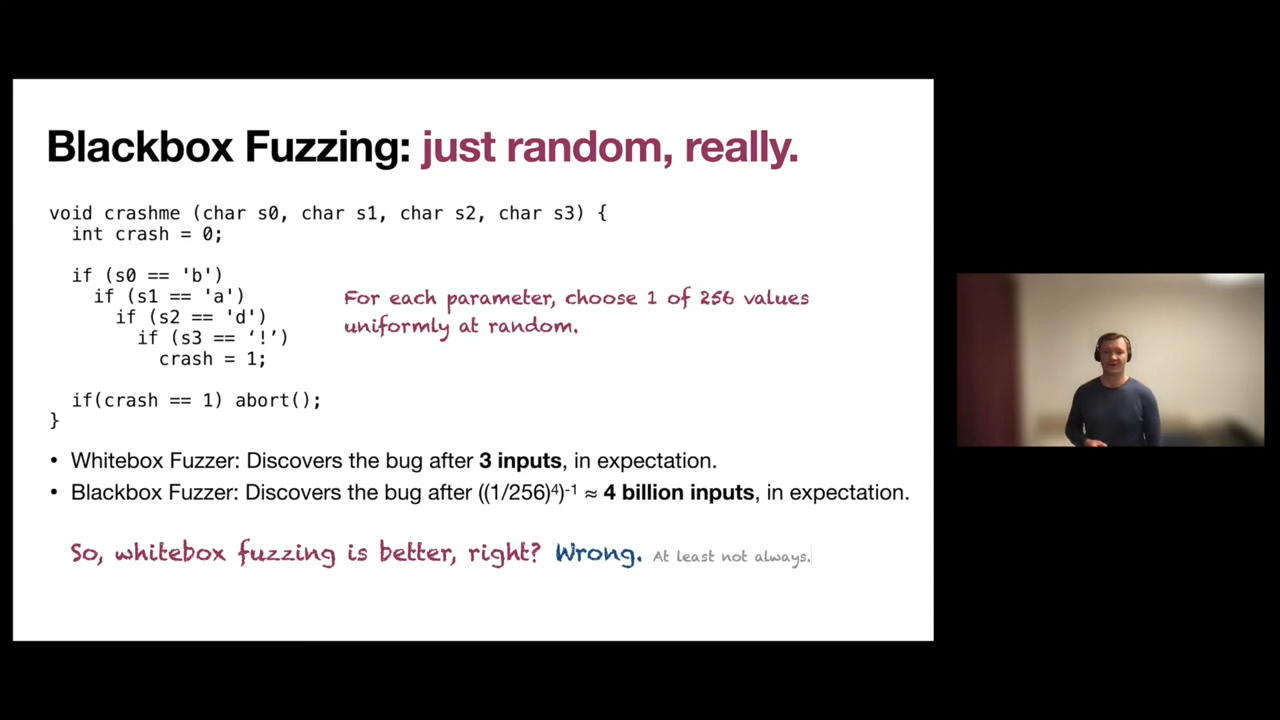 Blackbox Fuzzing: just random, really.
void crashme (char s0, char s1, char s2, char s3) {
int crash = 0;
if (s0 == 'b')
if (s1 == 'a')
if (s2 == 'd')
if (s3 == ‘!’)
crash = 1;
if(crash == 1) abort();
}
For each parameter, choose 1 of 256 values
uniformly at random.
• Whitebox Fuzzer: Discovers the bug after 3 inputs, in expectation.
• Blackbox Fuzzer: Discovers the bug after ((1/256)⁴)⁻¹ ≈ 4 billion inputs, in expectation.
So, whitebox fuzzing is better, right? Wrong. At least not always.